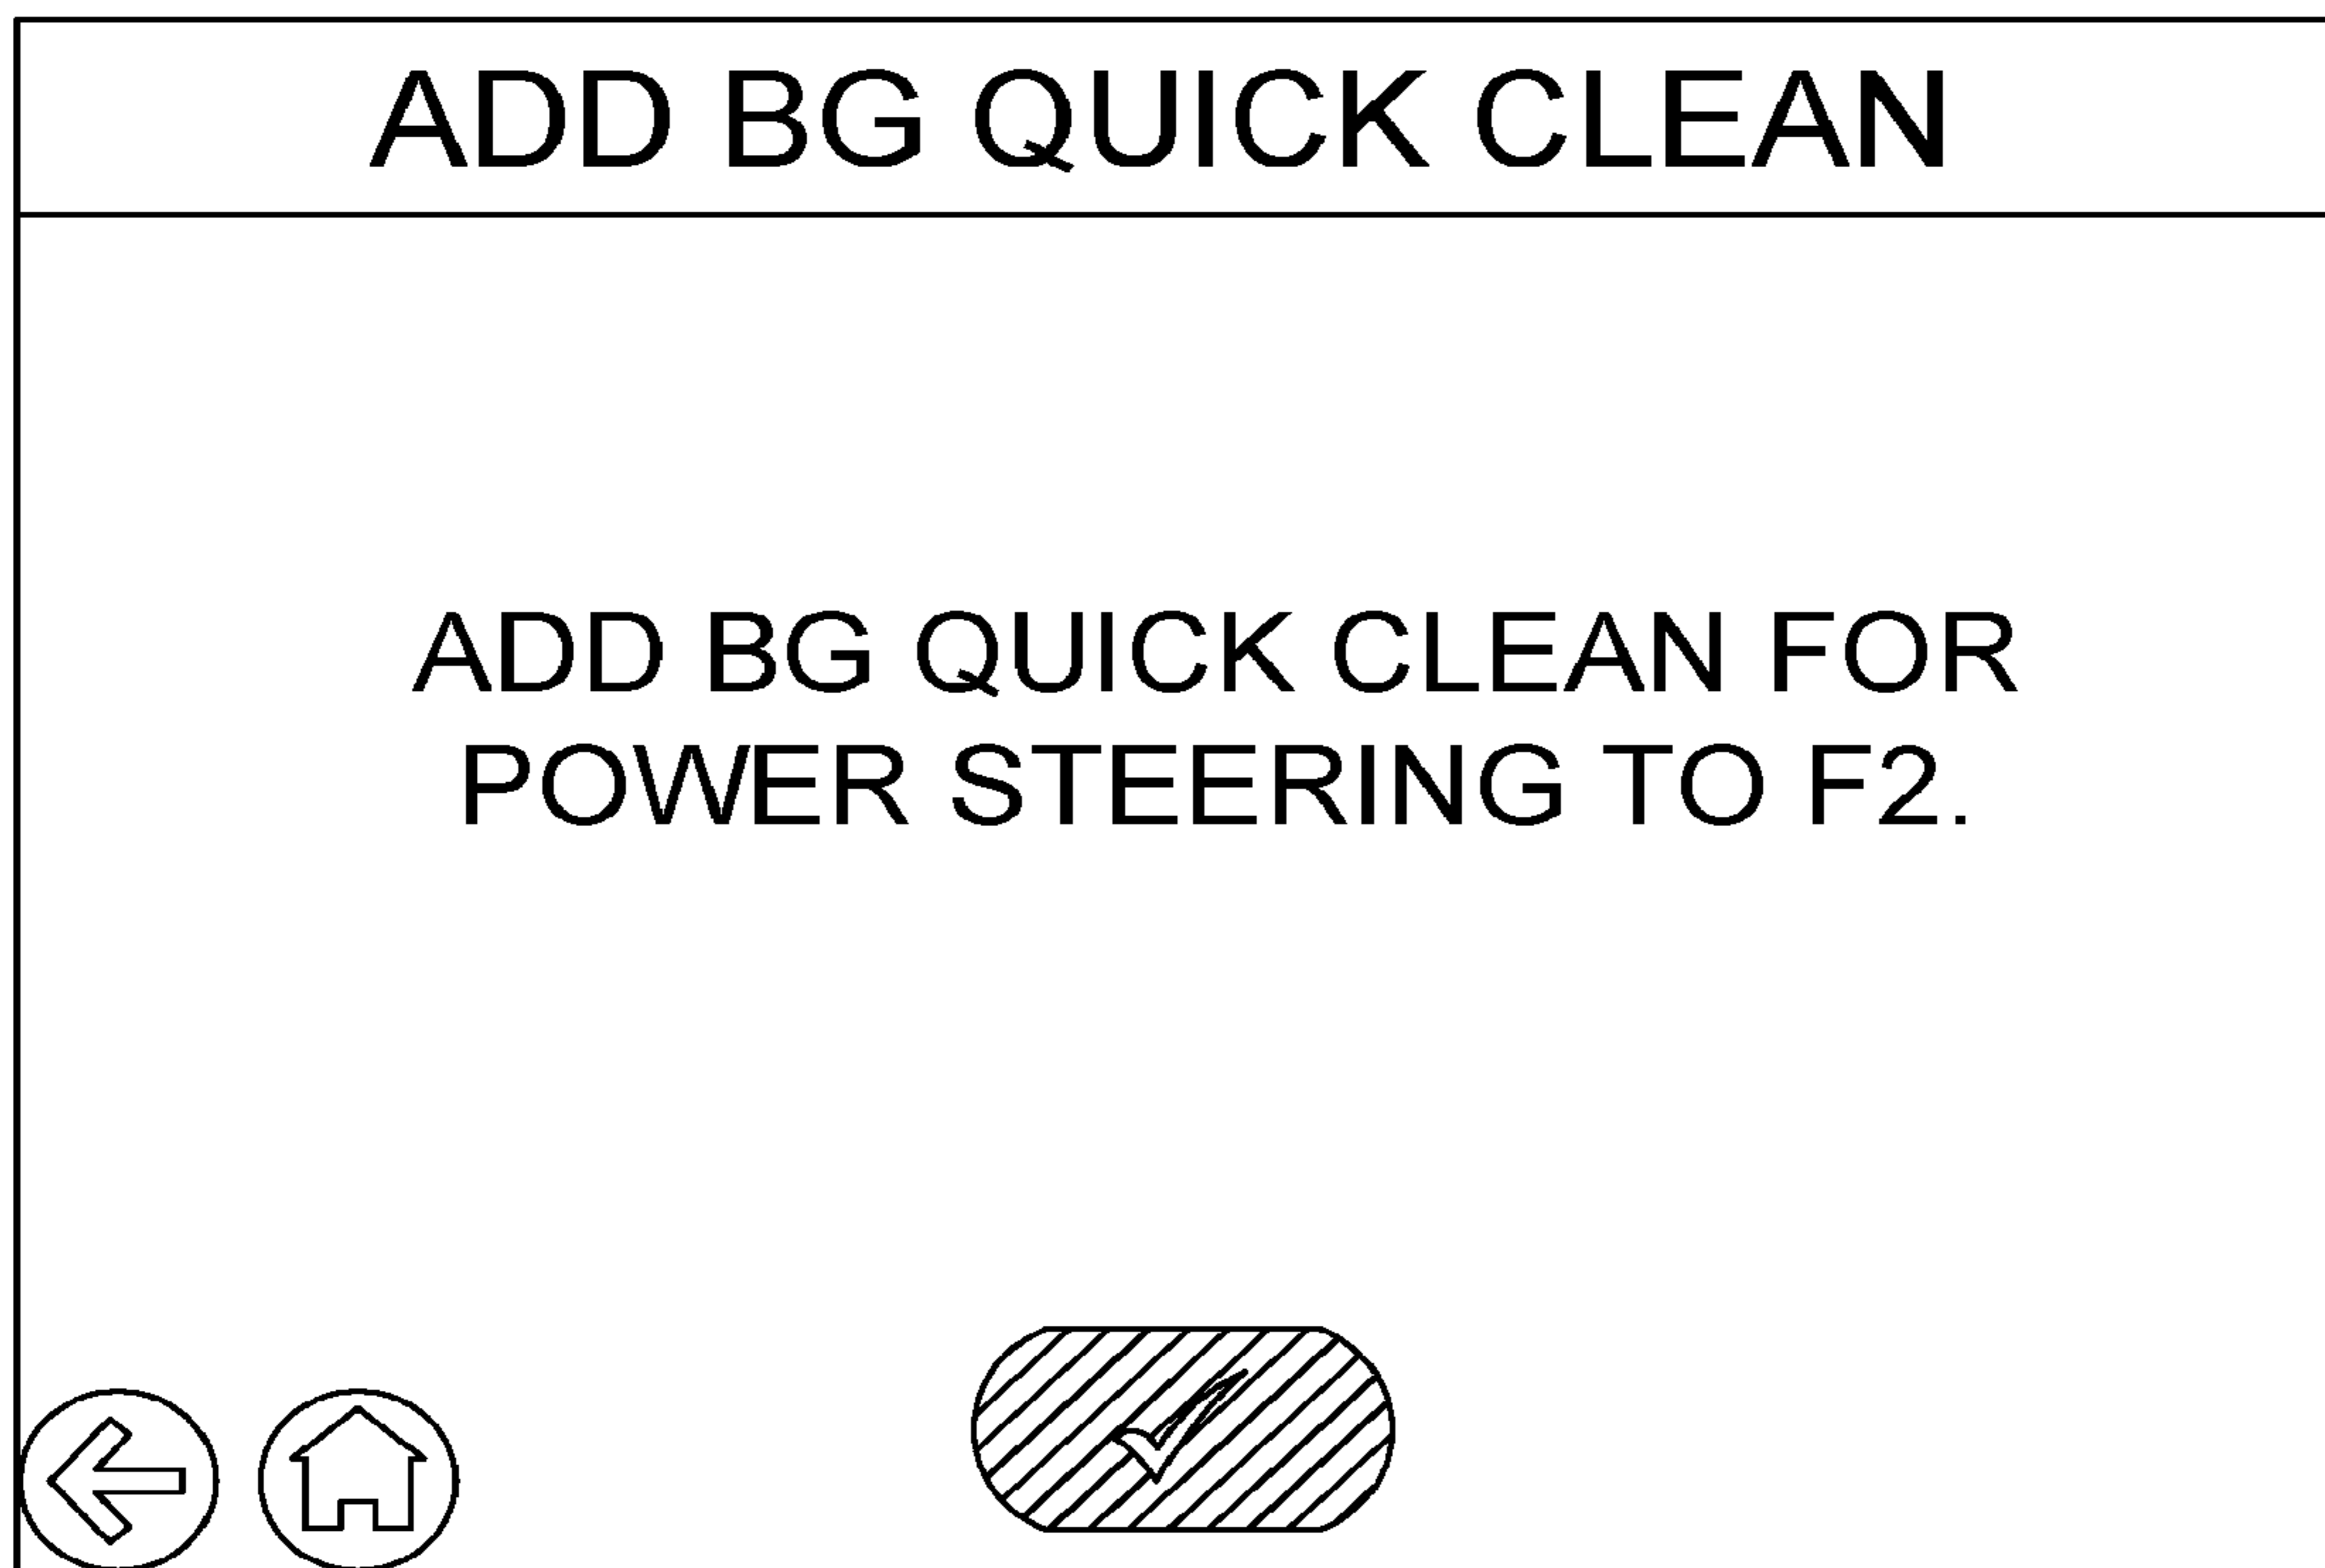 ADD BG QUICK CLEAN
ADD BG QUICK CLEAN FOR
POWER STEERING TO F2.